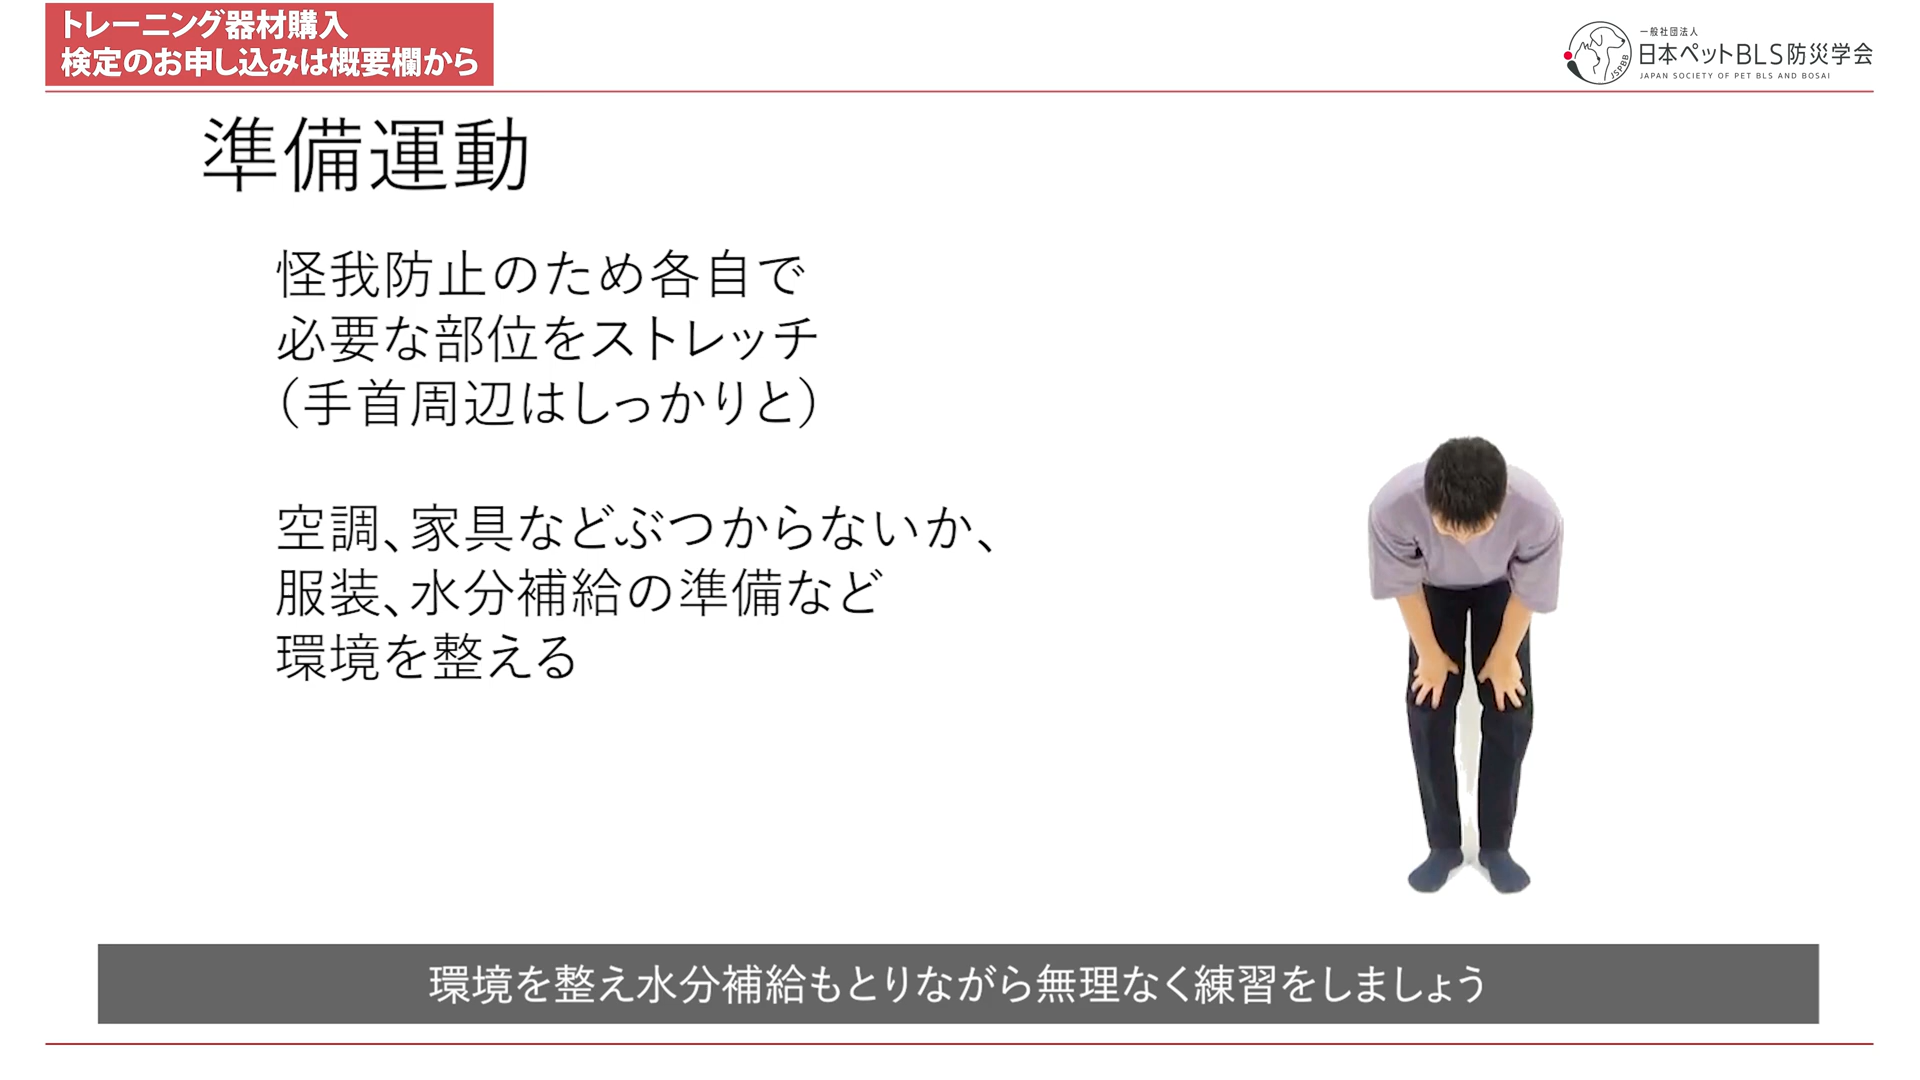 トレーニング器材購入
検定のお申し込みは概要欄から
一般社団法人
日本ペットBLS防災学会
JAPAN SOCIETY OF PET BLS AND BOSAI
JSPBB
準備運動
怪我防止のため各自で
必要な部位をストレッチ
（手首周辺はしっかりと）
空調、家具などぶつからないか、
服装、水分補給の準備など
環境を整える
環境を整え水分補給もとりながら無理なく練習をしましょう